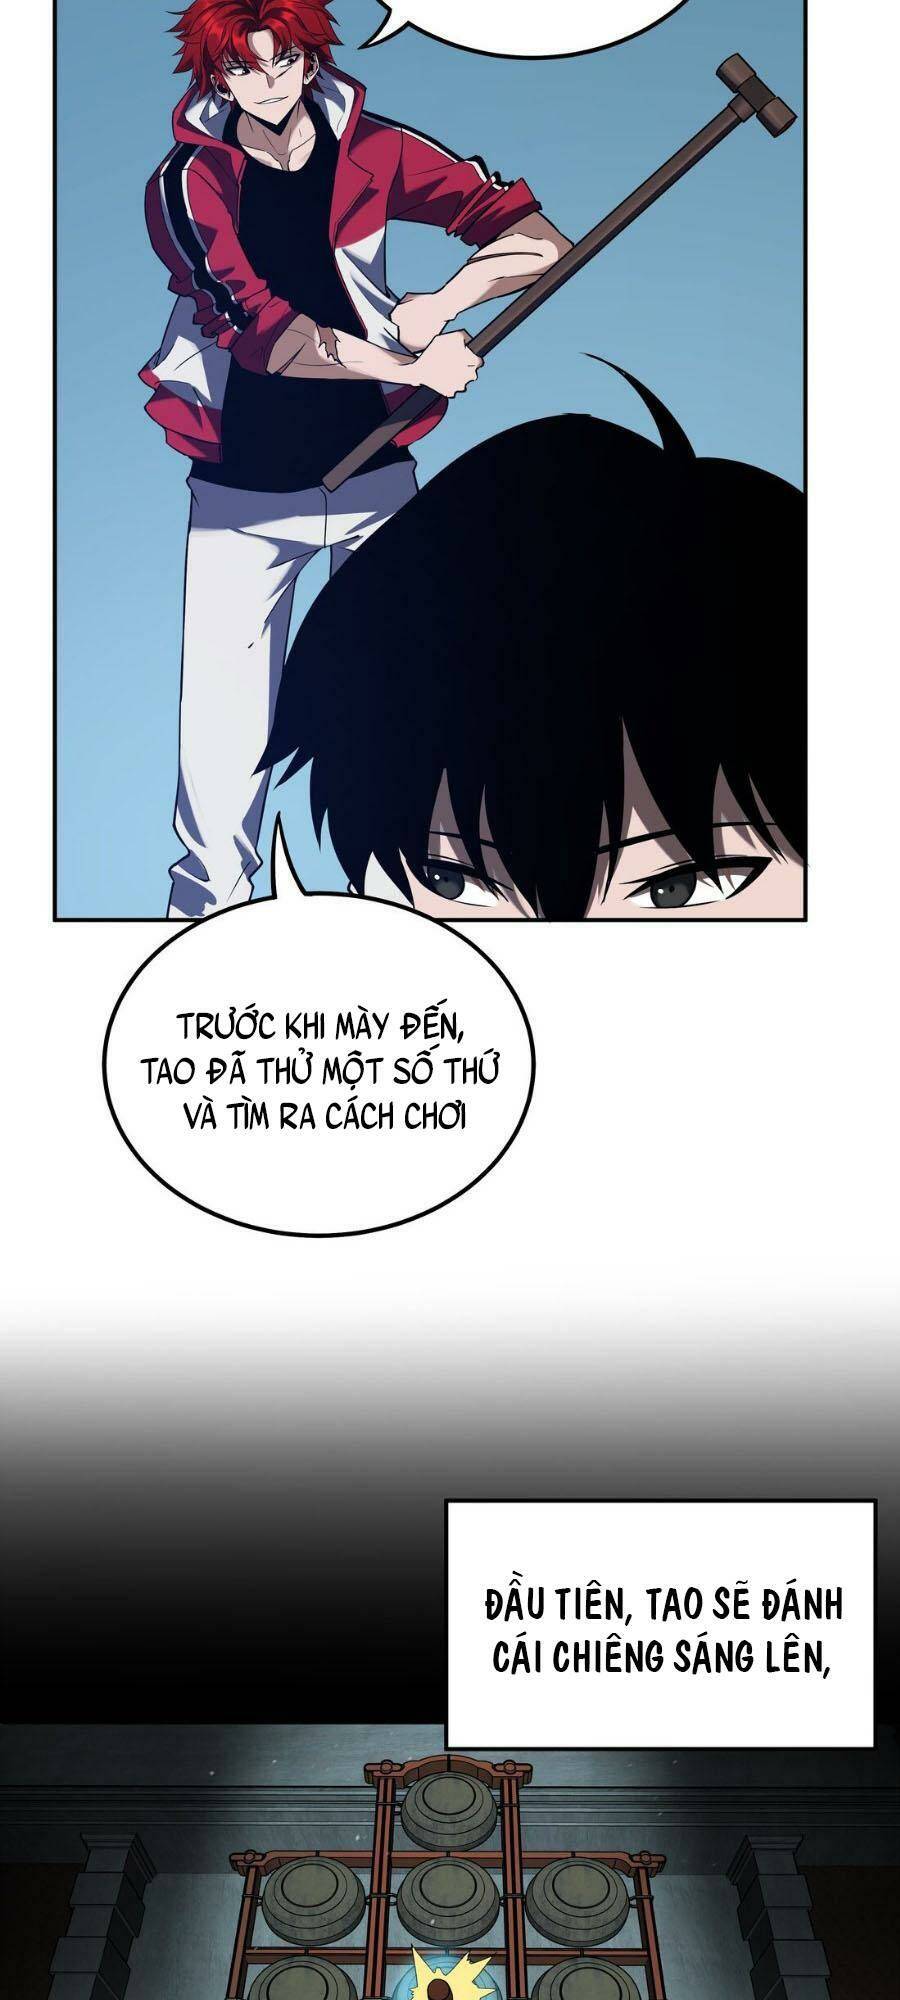 TRƯỚC KHI MÀY ĐẾN,
TAO ĐÃ THỬ MỘT SỐ THỨ
VÀ TÌM RA CÁCH CHƠI
ĐẦU TIÊN, TAO SẼ ĐÁNH
CÁI CHIÊNG SÁNG LÊN,